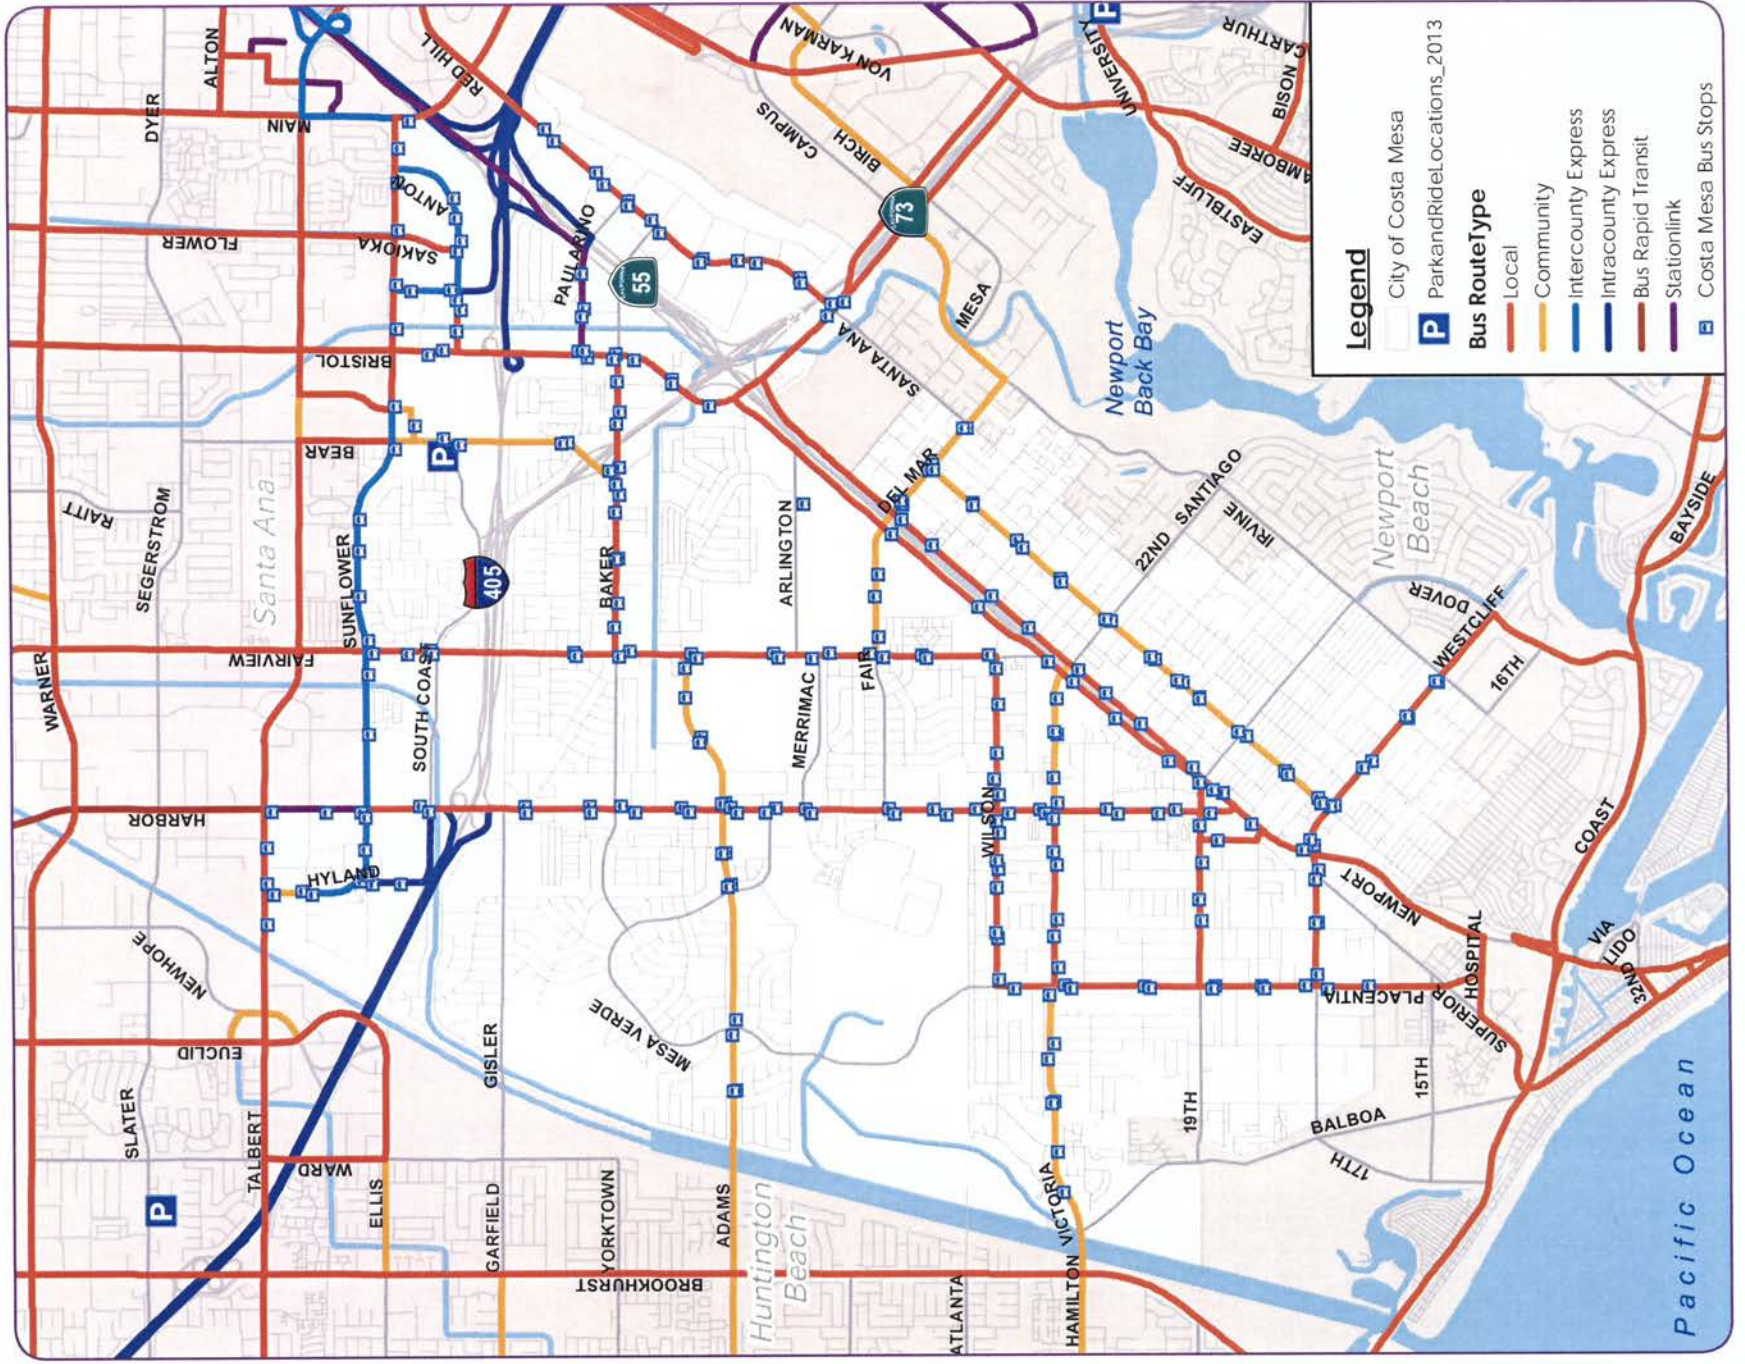 WARNER
RAITT
SLATER
NEWHOPE
SEGERSTROM
DYER
ALTON
FLOWER
MAIN
EUCLID
HARBOR
FAIRVIEW
Santa Ana
BEAR
BRISTOL
SAKIOKA
ANTON
RED HILL
TALBERT
WARD
ELLIS
HYLAND
SUNFLOWER
SOUTH COAST
405
PAULARINO
55
GARFIELD
GISLER
YORKTOWN
BROOKHURST
MESA VERDE
BAKER
ADAMS
Huntington
Beach
MERRIMAC
ARLINGTON
FAIR
DEL MAR
SANTA ANA
MESA
73
CAMPUS
BIRCH
VON KARMAN
ATLANTA
HAMILTON
VICTORIA
WILSON
22ND
SANTIAGO
IRVINE
Newport
Back Bay
UNIVERSITY
EASTBLUFF
BISON
CARTHUR
AMBOREE
19TH
17TH
BALBOA
15TH
PLACENTIA
SUPERIOR
HOSPITAL
NEWPORT
WESTCLIFF
16TH
DOVER
Newport
Beach
COAST
BAYSIDE
VIA
LIDO
32ND
Pacific Ocean
P
P
P
Legend
City of Costa Mesa
P ParkandRideLocations_2013
Bus RouteType
Local
Community
Intercounty Express
Intracounty Express
Bus Rapid Transit
Stationlink
Costa Mesa Bus Stops